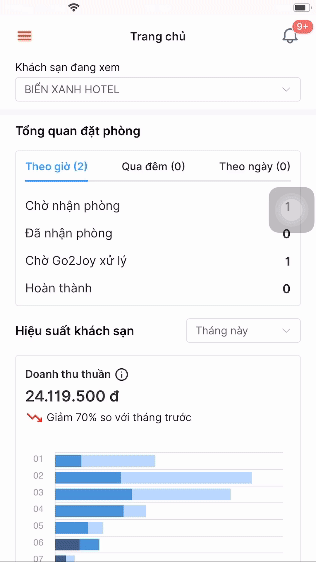 9+
Trang chủ
Khách sạn đang xem
BIỂN XANH HOTEL
Tổng quan đặt phòng
Theo giờ (2) Qua đêm (0) Theo ngày (0)
Chờ nhận phòng 1
Đã nhận phòng 0
Chờ Go2Joy xử lý 1
Hoàn thành 0
Hiệu suất khách sạn Tháng này
Doanh thu thuần
24.119.500 đ
Giảm 70% so với tháng trước
01
02
03
04
05
06
07